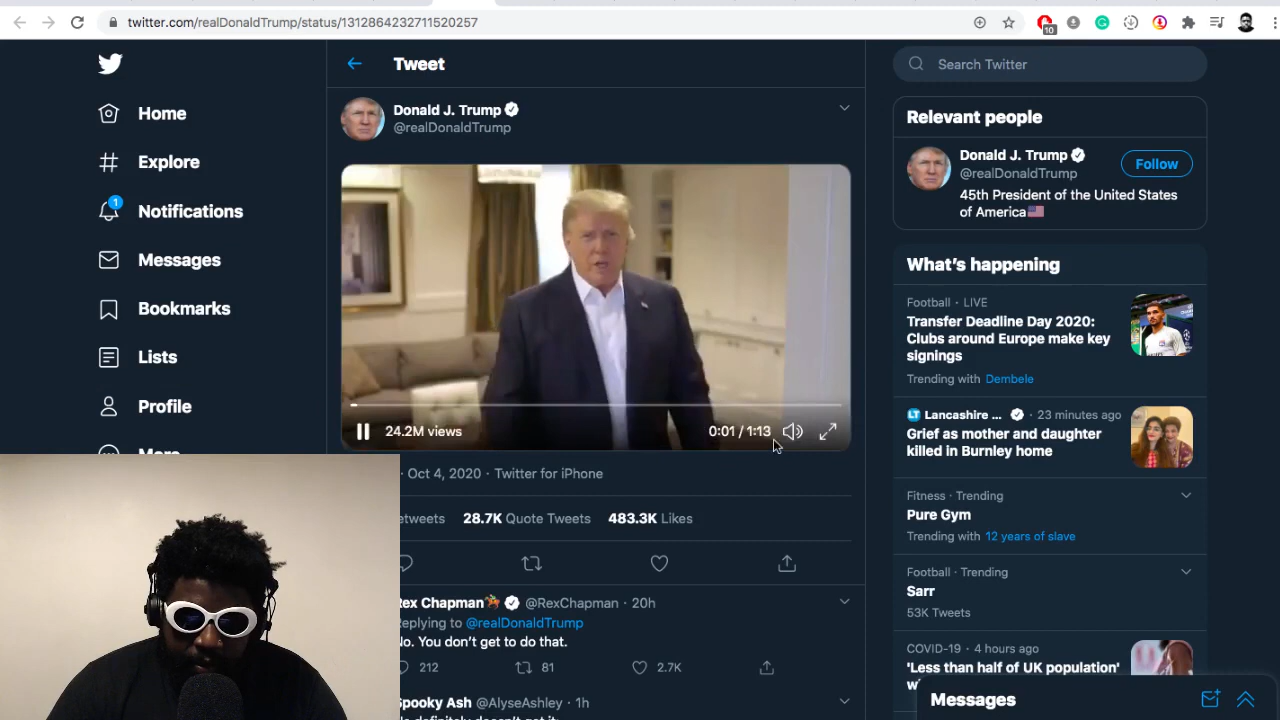 twitter.com/realDonaldTrump/status/1312864232711520257
10
Home
Explore
1
Notifications
Messages
Bookmarks
Lists
Profile
Tweet
Donald J. Trump
@realDonaldTrump
24.2M views
0:01 / 1:13
· Oct 4, 2020 · Twitter for iPhone
28.7K Quote Tweets 483.3K Likes
Rex Chapman @RexChapman · 20h
Replying to @realDonaldTrump
No. You don't get to do that.
212 81 2.7K
Spooky Ash @AlyseAshley · 1h
Search Twitter
Relevant people
Donald J. Trump
@realDonaldTrump
Follow
45th President of the United States
of America
What's happening
Football · LIVE
Transfer Deadline Day 2020:
Clubs around Europe make key
signings
Trending with Dembele
LT Lancashire ... · 23 minutes ago
Grief as mother and daughter
killed in Burnley home
Fitness · Trending
Pure Gym
Trending with 12 years of slave
Football · Trending
Sarr
53K Tweets
COVID-19 · 4 hours ago
'Less than half of UK population'
Messages